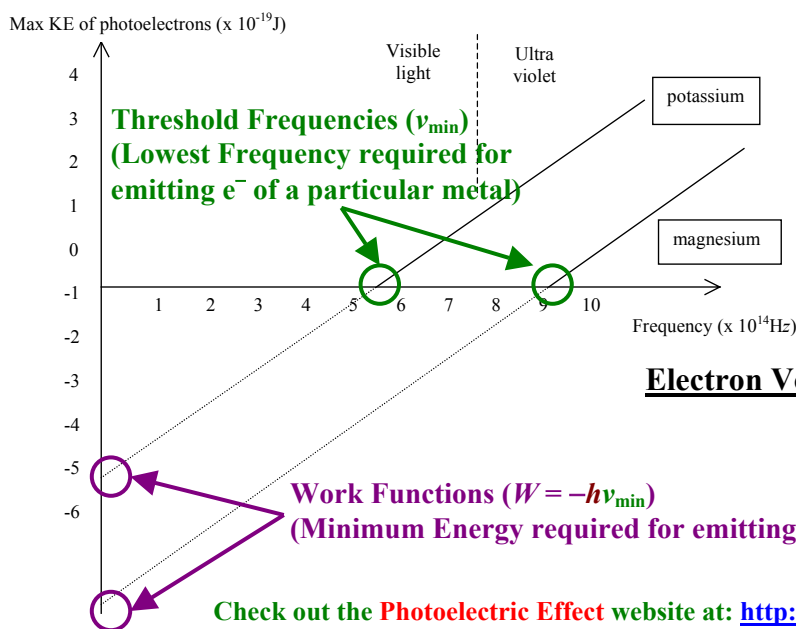 Max KE of photoelectrons (x 10⁻¹⁹J)
Visible
light
Ultra
violet
4
3
2
1
0
-1
-2
-3
-4
-5
-6
potassium
magnesium
Threshold Frequencies (vmin)
(Lowest Frequency required for
emitting e⁻ of a particular metal)
1 2 3 4 5 6 7 8 9 10
Frequency (x 10¹⁴Hz)
Electron V
Work Functions (W = –hvmin)
(Minimum Energy required for emitting
Check out the Photoelectric Effect website at: http: